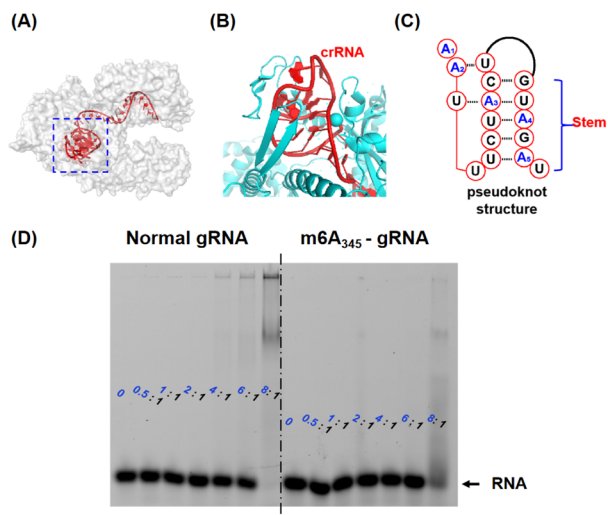 (A)
(B)
crRNA
(C)
A1
A2
U
C
G
U
A3
U
U
A4
C
G
U
A5
U
U
Stem
pseudoknot
structure
(D)
Normal gRNA
m6A345 - gRNA
0
0.5:1
1:1
2:1
4:1
6:1
8:1
0
0.5:1
1:1
2:1
4:1
6:1
8:1
RNA